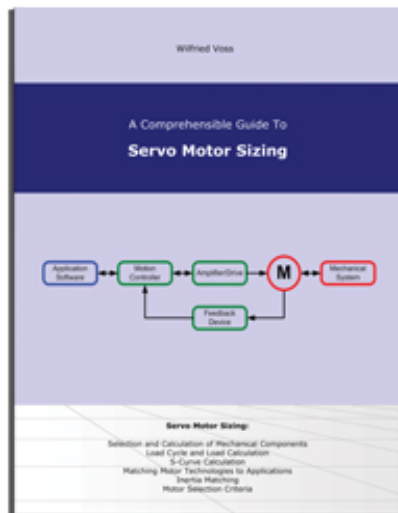 Wilfried Voss
A Comprehensible Guide To
Servo Motor Sizing
Application
Software
Motion
Controller
Amplifier/Drive
M
Mechanical
System
Feedback
Device
Servo Motor Sizing:
Selection and Calculation of Mechanical Components
Load Cycle and Load Calculation
S-Curve Calculation
Matching Motor Technologies to Applications
Inertia Matching
Motor Selection Criteria